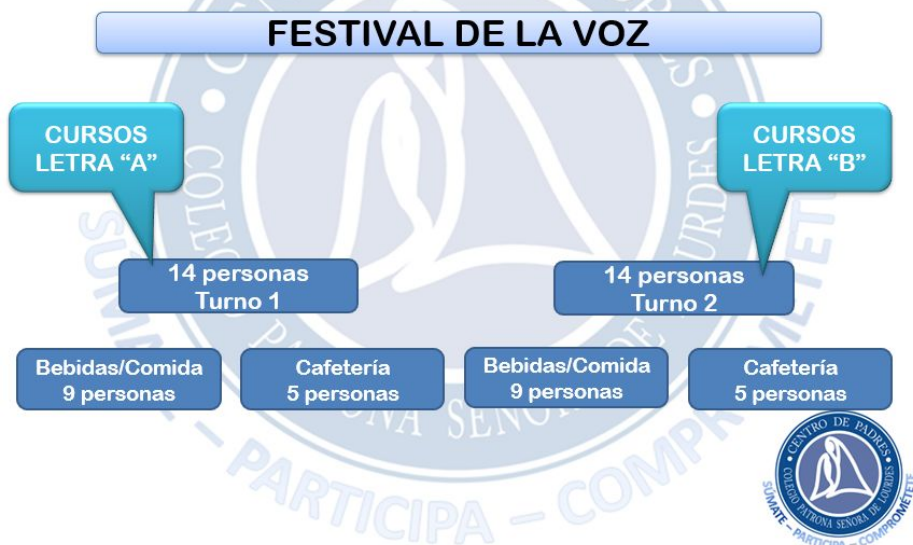 FESTIVAL DE LA VOZ
CURSOS
LETRA “A”
CURSOS
LETRA “B”
14 personas
Turno 1
14 personas
Turno 2
Bebidas/Comida
9 personas
Cafetería
5 personas
Bebidas/Comida
9 personas
Cafetería
5 personas
CENTRO DE PADRES
COLEGIO PATRONA SEÑORA DE LOURDES
SÚMATE – PARTICIPA – COMPROMÉTETE